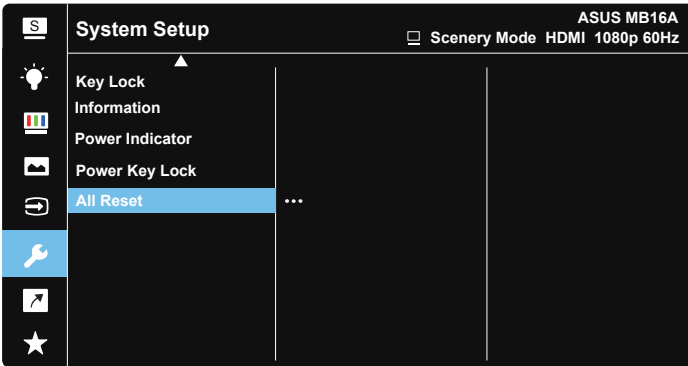 S
System Setup
ASUS MB16A
Scenery Mode HDMI 1080p 60Hz
Key Lock
Information
Power Indicator
Power Key Lock
All Reset
...